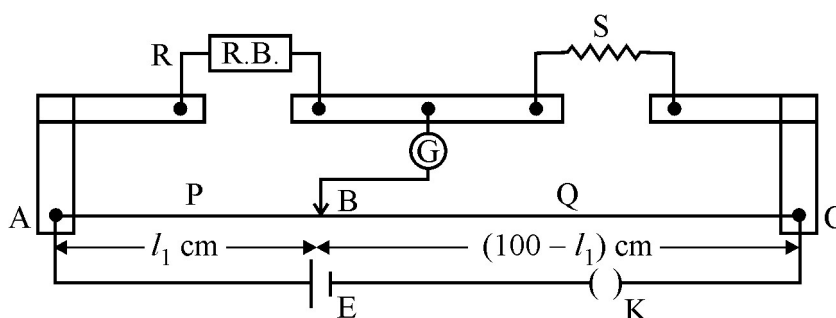 S
R R.B.
G
P B Q
A C
l₁ cm (100 – l₁) cm
E K